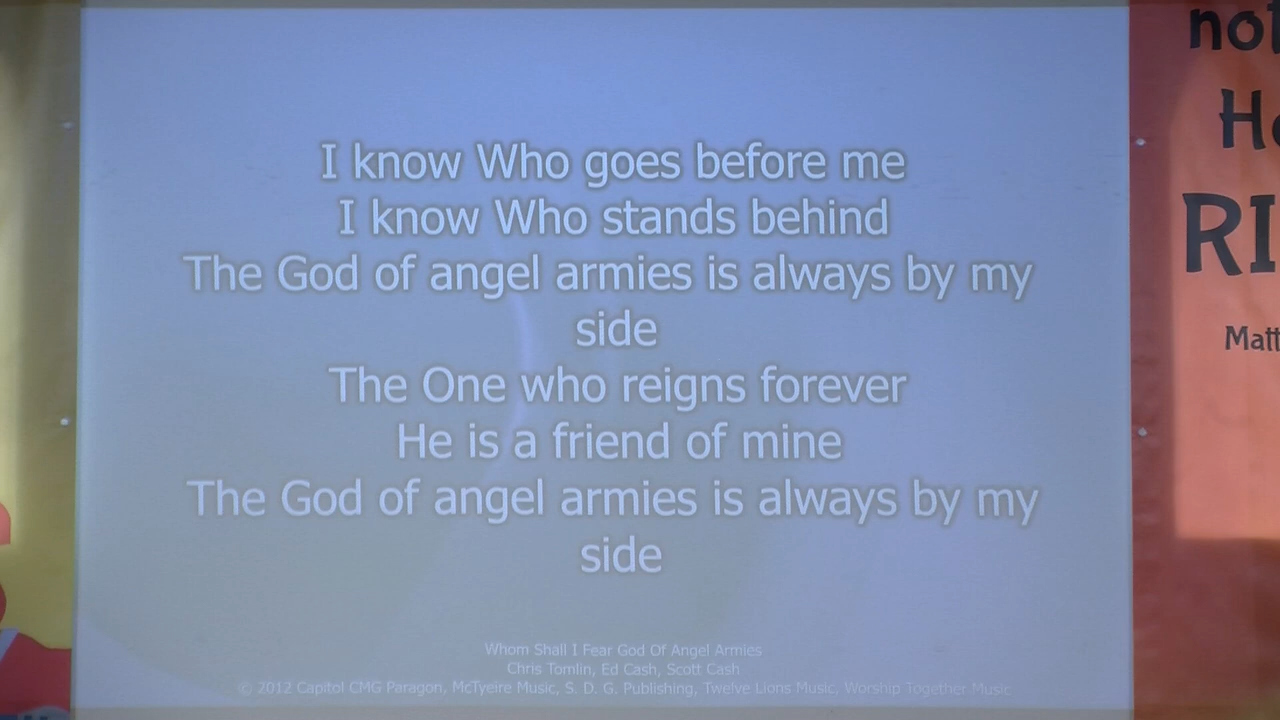 I know Who goes before me
I know Who stands behind
The God of angel armies is always by my
side
The One who reigns forever
He is a friend of mine
The God of angel armies is always by my
side
Whom Shall I Fear God Of Angel Armies
Chris Tomlin, Ed Cash, Scott Cash
© 2012 Capitol CMG Paragon, McTyeire Music, S. D. G. Publishing, Twelve Lions Music, Worship Together Music
not
He
RI
Matt